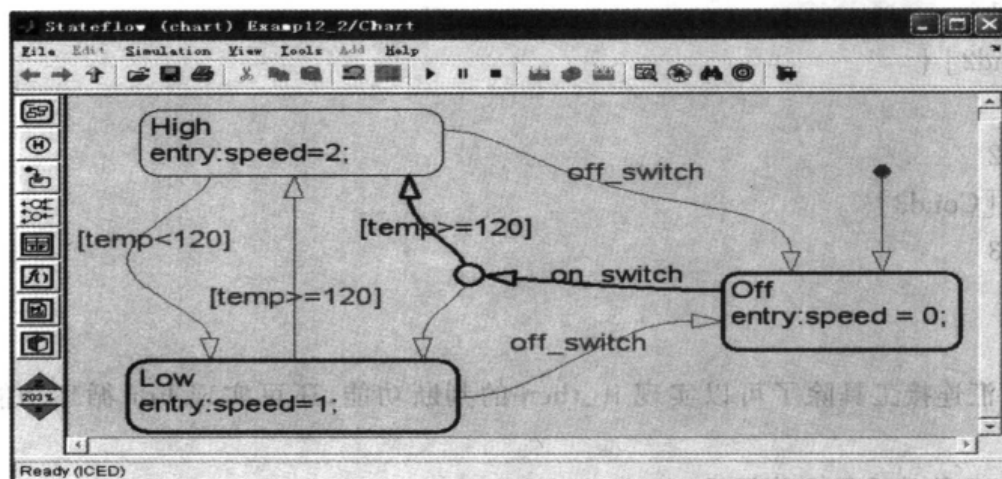 Stateflow (chart) Examp12_2/Chart
File Edit Simulation View Tools Add Help
High
entry:speed=2;
off_switch
[temp<120]
[temp>=120]
[temp>=120]
on_switch
Off
entry:speed = 0;
off_switch
Low
entry:speed=1;
203 %
Ready (ICED)